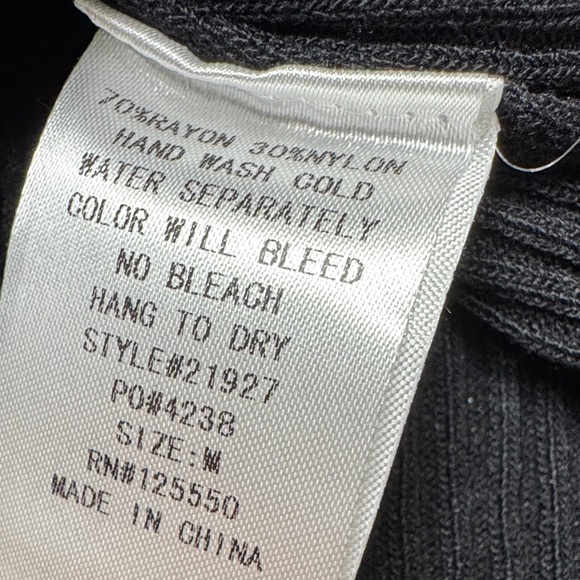 70%RAYON 30%NYLON
HAND WASH COLD
WATER SEPARATELY
COLOR WILL BLEED
NO BLEACH
HANG TO DRY
STYLE#21927
PO#4238
SIZE:M
RN#125550
MADE IN CHINA